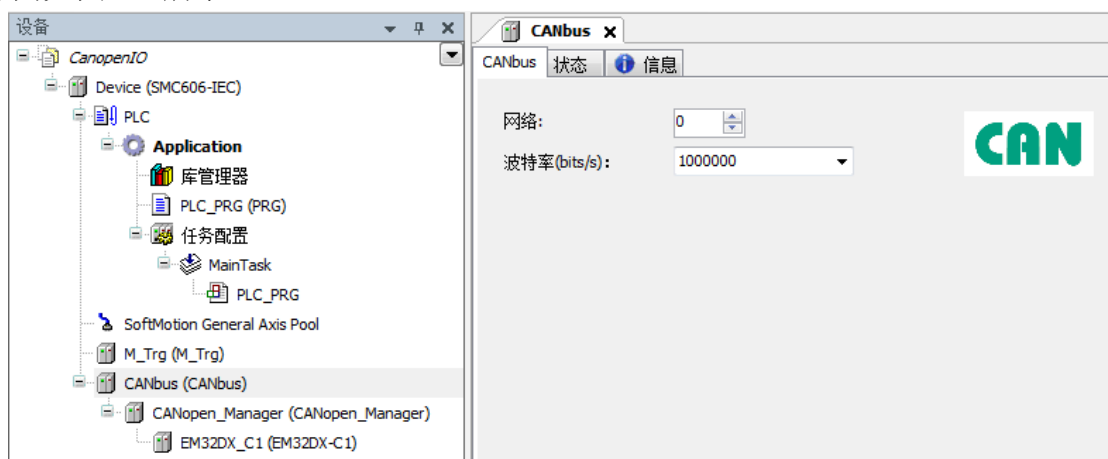 设备
CanopenIO
Device (SMC606-IEC)
PLC
Application
库管理器
PLC_PRG (PRG)
任务配置
MainTask
PLC_PRG
SoftMotion General Axis Pool
M_Trg (M_Trg)
CANbus (CANbus)
CANopen_Manager (CANopen_Manager)
EM32DX_C1 (EM32DX-C1)
CANbus
CANbus 状态 信息
网络: 0
波特率(bits/s): 1000000
CAN